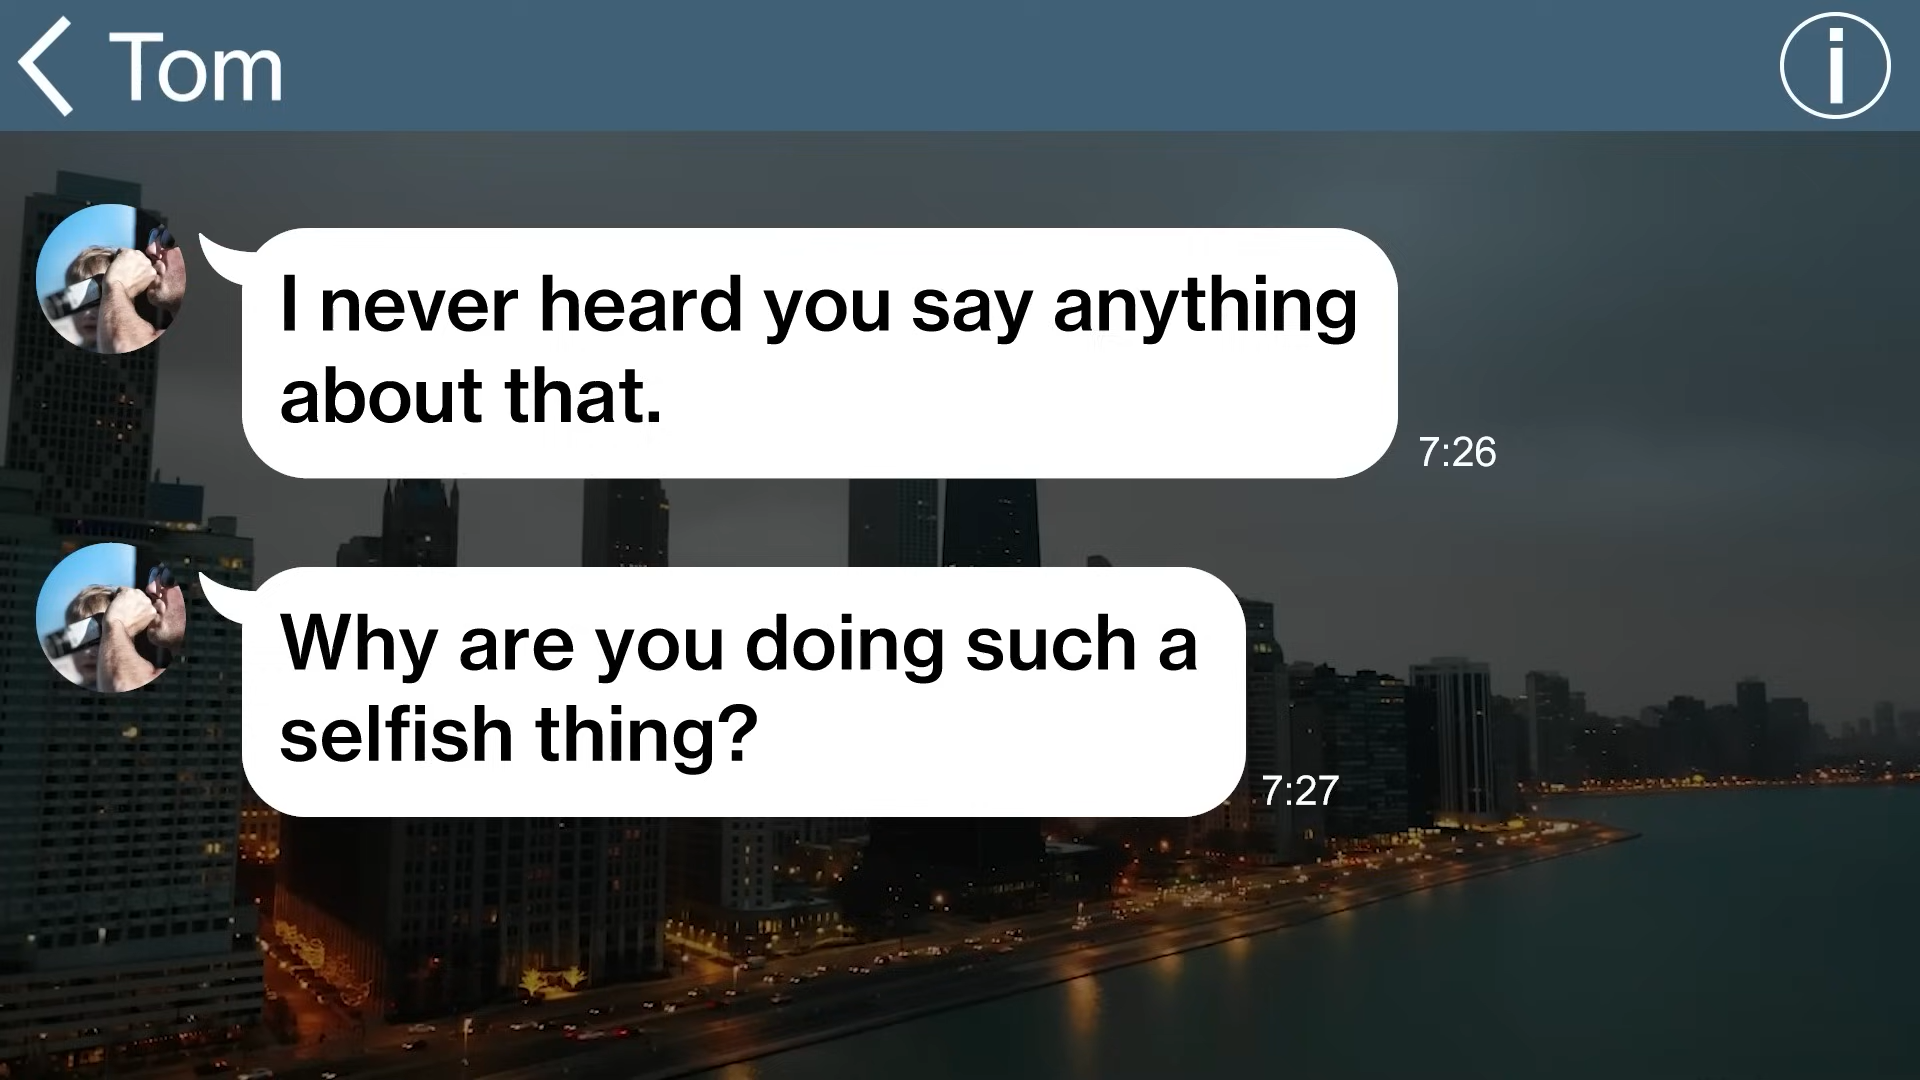 Tom
I never heard you say anything
about that.
7:26
Why are you doing such a
selfish thing?
7:27